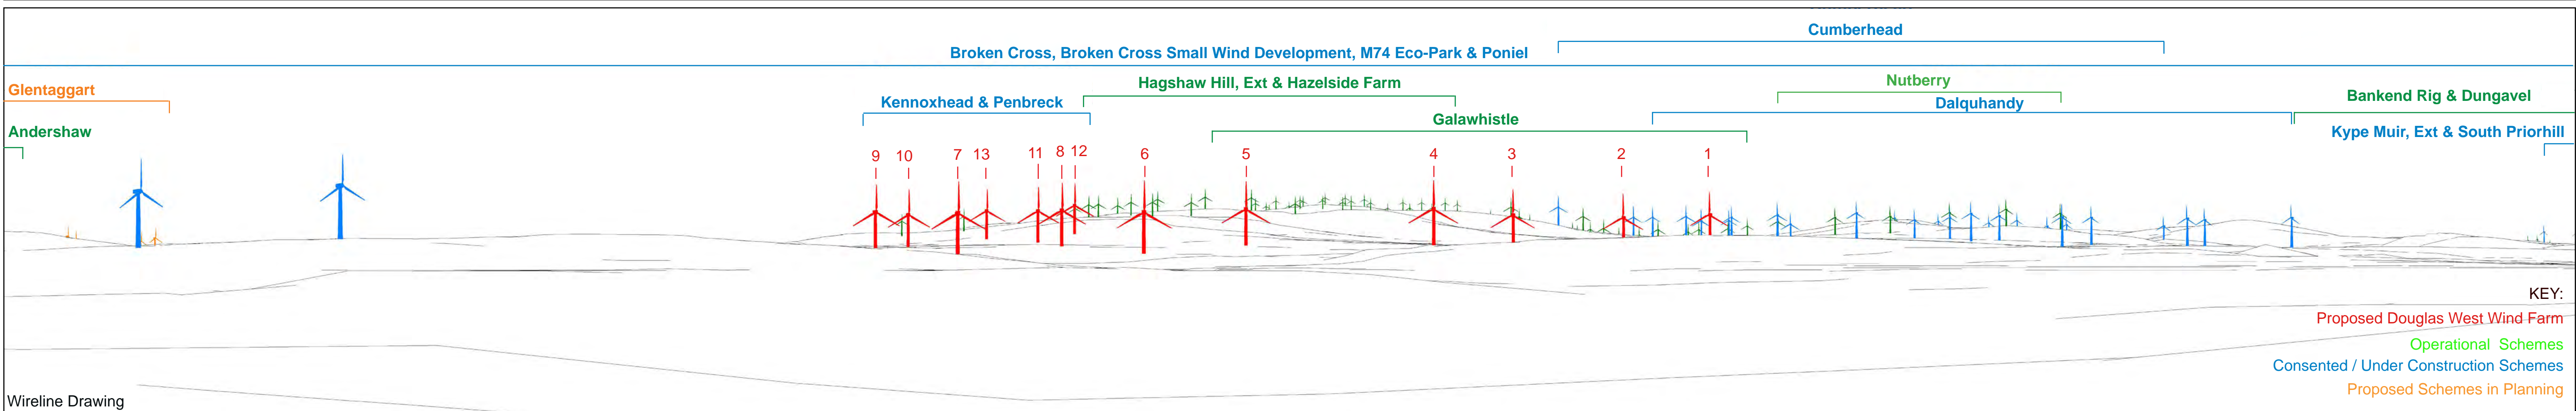 Cumberhead
Broken Cross, Broken Cross Small Wind Development, M74 Eco-Park & Poniel
Hagshaw Hill, Ext & Hazelside Farm
Nutberry
Glentaggart
Kennoxhead & Penbreck
Dalquhandy
Bankend Rig & Dungavel
Galawhistle
Andershaw
Kype Muir, Ext & South Priorhill
9 10 7 13 11 8 12 6 5 4 3 2 1
KEY:
Proposed Douglas West Wind Farm
Operational Schemes
Consented / Under Construction Schemes
Proposed Schemes in Planning
Wireline Drawing